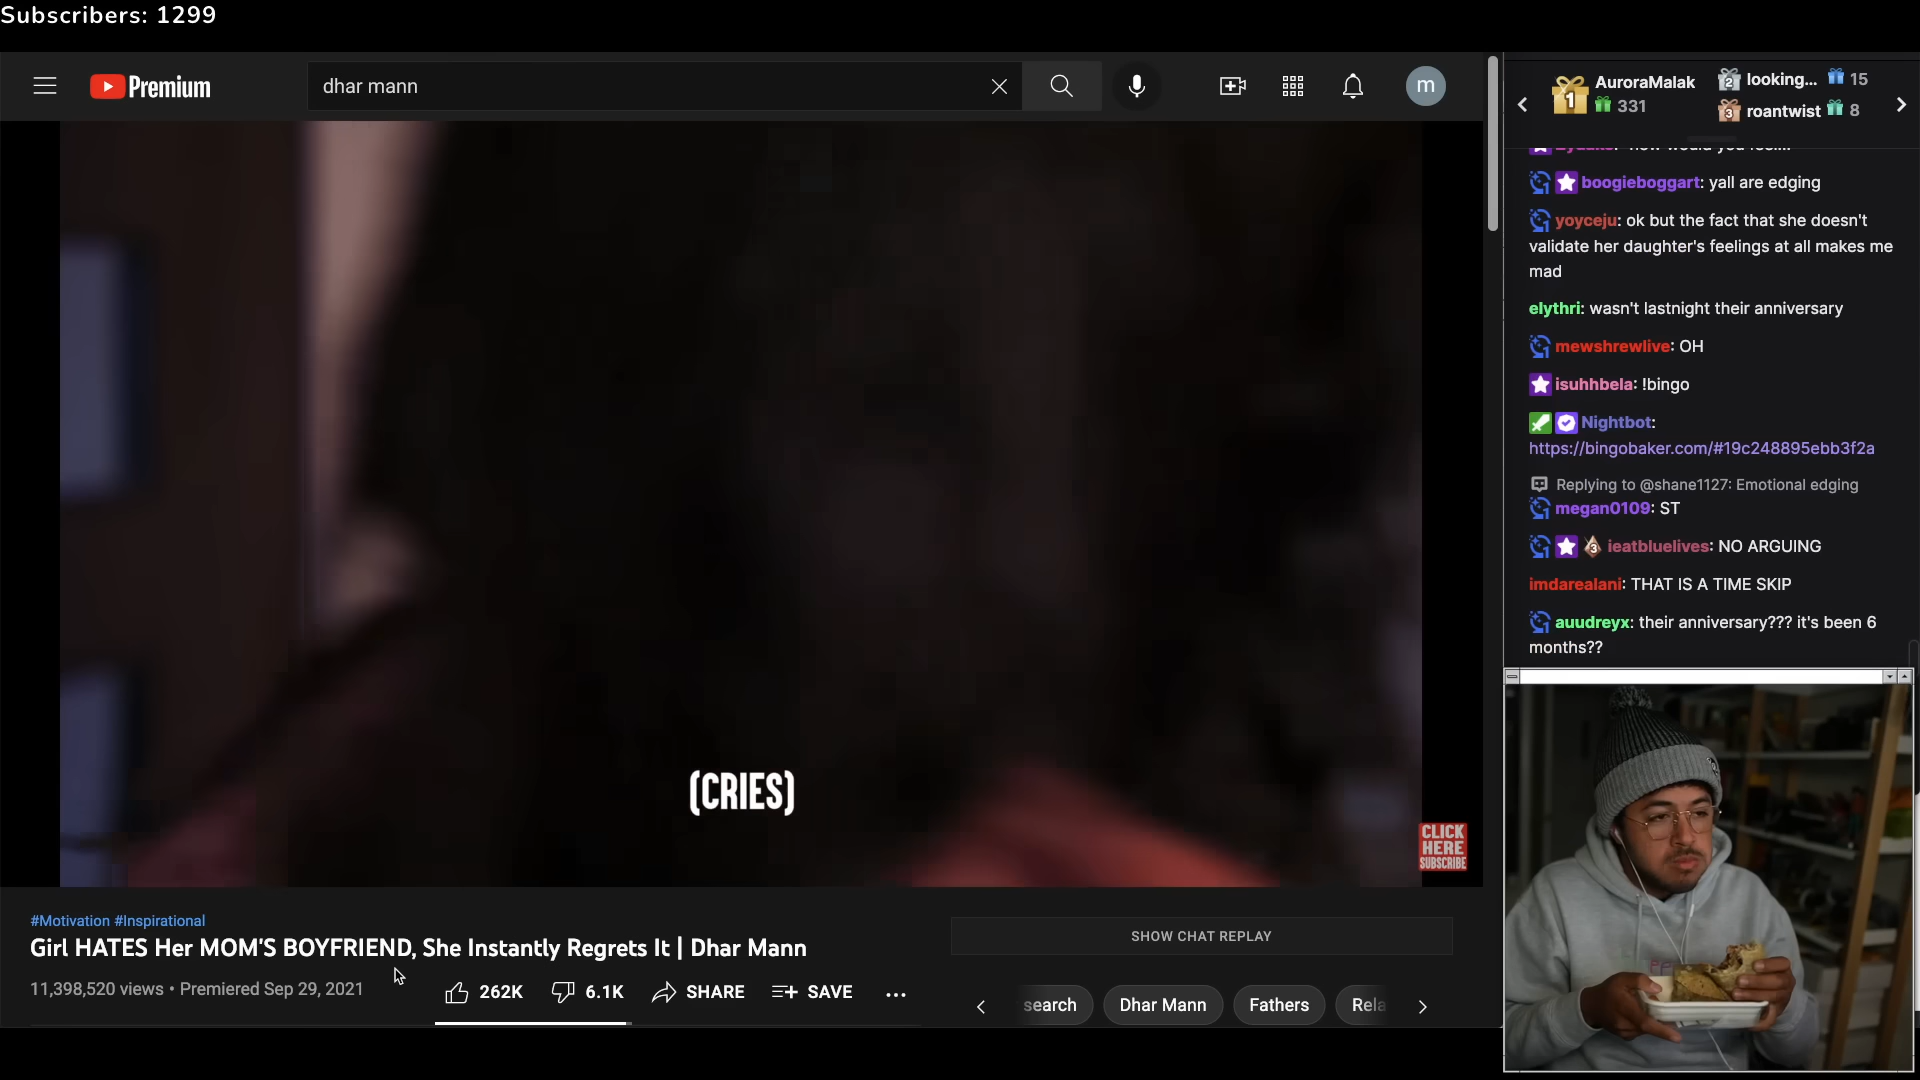 Subscribers: 1299
Premium
dhar mann
m
1 AuroraMalak
331
2 looking... 15
3 roantwist 8
boogieboggart: yall are edging
yoyceju: ok but the fact that she doesn't
validate her daughter's feelings at all makes me
mad
elythri: wasn't lastnight their anniversary
mewshrewlive: OH
isuhhbela: !bingo
Nightbot:
https://bingobaker.com/#19c248895ebb3f2a
Replying to @shane1127: Emotional edging
megan0109: ST
3 ieatbluelives: NO ARGUING
imdarealani: THAT IS A TIME SKIP
auudreyx: their anniversary??? it's been 6
months??
(CRIES)
CLICK
HERE
SUBSCRIBE
#Motivation #Inspirational
Girl HATES Her MOM'S BOYFRIEND, She Instantly Regrets It | Dhar Mann
11,398,520 views • Premiered Sep 29, 2021
262K 6.1K SHARE SAVE
SHOW CHAT REPLAY
search Dhar Mann Fathers Rela